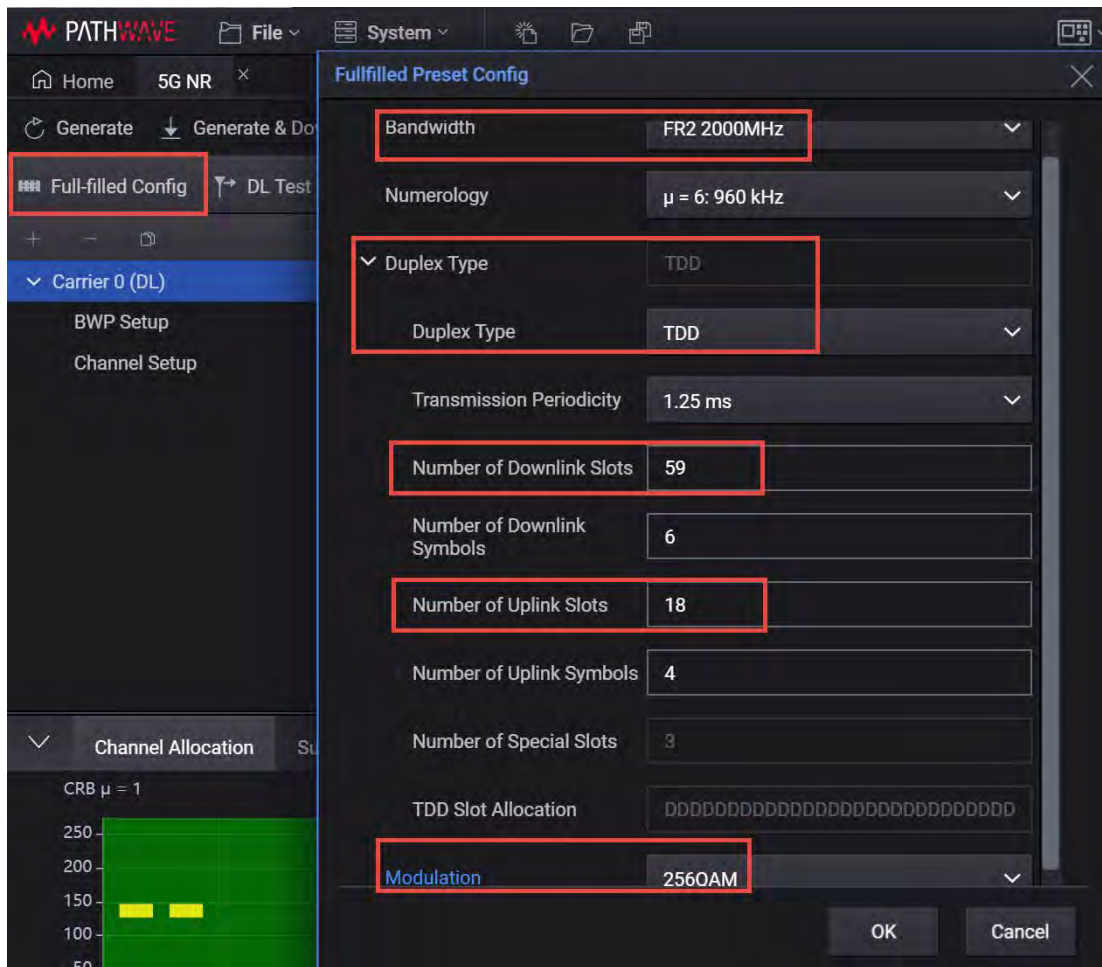 PATHWAVE File System
Home 5G NR
Fullfilled Preset Config
Generate Generate & Do
Bandwidth FR2 2000MHz
Full-filled Config DL Test
Numerology μ = 6: 960 kHz
Carrier 0 (DL)
Duplex Type TDD
BWP Setup
Duplex Type TDD
Channel Setup
Transmission Periodicity 1.25 ms
Number of Downlink Slots 59
Number of Downlink
Symbols
6
Number of Uplink Slots 18
Number of Uplink Symbols 4
Channel Allocation Su
Number of Special Slots 3
CRB μ = 1
TDD Slot Allocation DDDDDDDDDDDDDDDDDDDDDDDDDDDD
250
200
Modulation 256QAM
150
100
OK Cancel
50